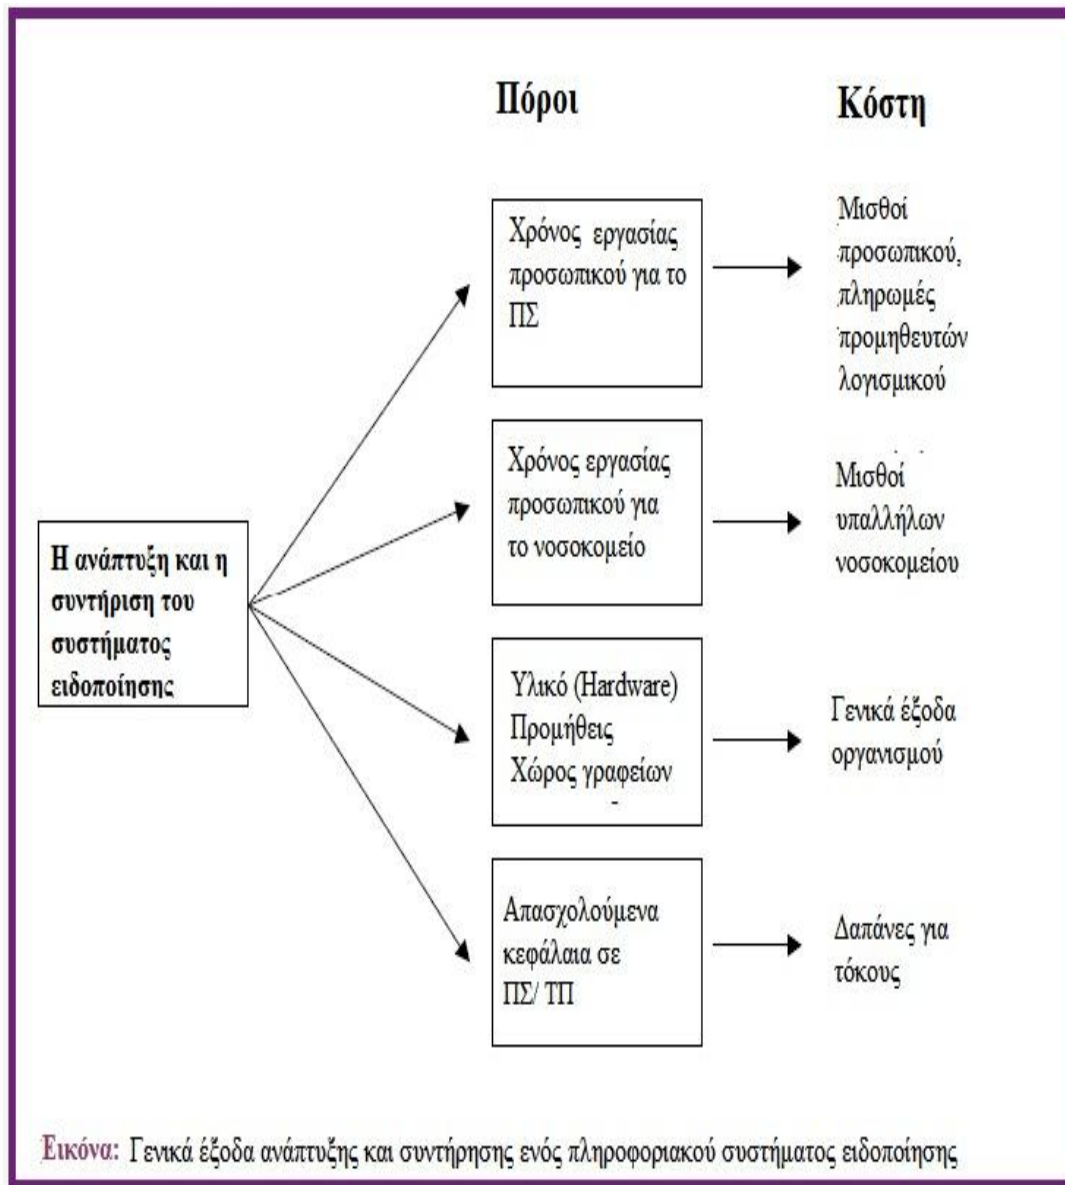 Πόροι
Κόστη
Χρόνος εργασίας
προσωπικού για το
ΠΣ
Μισθοί
προσωπικού,
πληρωμές
προμηθευτών
λογισμικού
Χρόνος εργασίας
προσωπικού για
το νοσοκομείο
Μισθοί
υπαλλήλων
νοσοκομείου
Η ανάπτυξη και η
συντήριση του
συστήματος
ειδοποίησης
Υλικό (Hardware)
Προμήθεις
Χώρος γραφείων
Γενικά έξοδα
οργανισμού
Απασχολούμενα
κεφάλαια σε
ΠΣ/ ΤΠ
Δαπάνες για
τόκους
Εικόνα: Γενικά έξοδα ανάπτυξης και συντήρησης ενός πληροφοριακού συστήματος ειδοποίησης